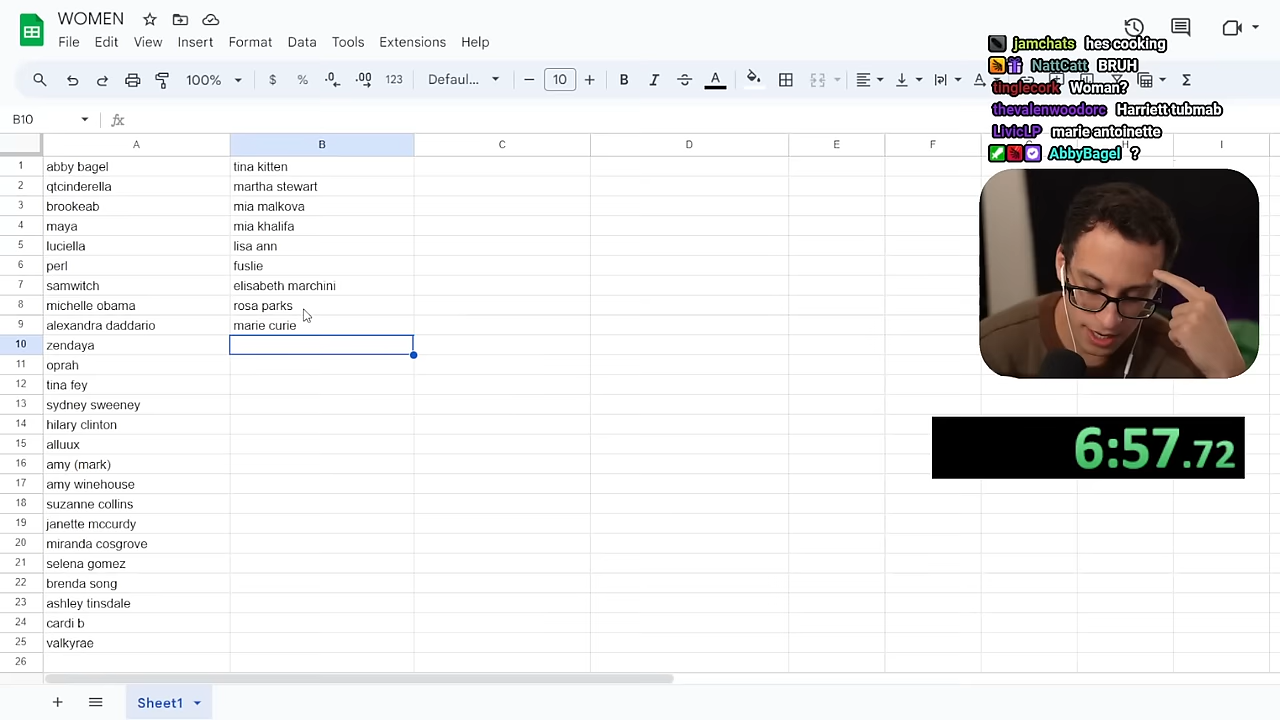 WOMEN
File Edit View Insert Format Data Tools Extensions Help
100% $ % .0 .00 123 Defaul... 10 B I A
B10 fx
A B C D E F G H I
1 abby bagel tina kitten
2 qtcinderella martha stewart
3 brookeab mia malkova
4 maya mia khalifa
5 luciella lisa ann
6 perl fuslie
7 samwitch elisabeth marchini
8 michelle obama rosa parks
9 alexandra daddario marie curie
10 zendaya
11 oprah
12 tina fey
13 sydney sweeney
14 hilary clinton
15 alluux
16 amy (mark)
17 amy winehouse
18 suzanne collins
19 janette mccurdy
20 miranda cosgrove
21 selena gomez
22 brenda song
23 ashley tinsdale
24 cardi b
25 valkyrae
26
Sheet1
jamchats hes cooking
NattCatt BRUH
tinglecork Woman?
thevalenwoodorc Harriett tubmab
LivicLP marie antoinette
AbbyBagel ?
6:57.72